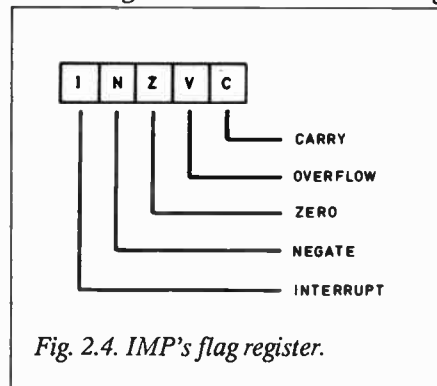 I N Z V C
CARRY
OVERFLOW
ZERO
NEGATE
INTERRUPT
Fig. 2.4. IMP's flag register.